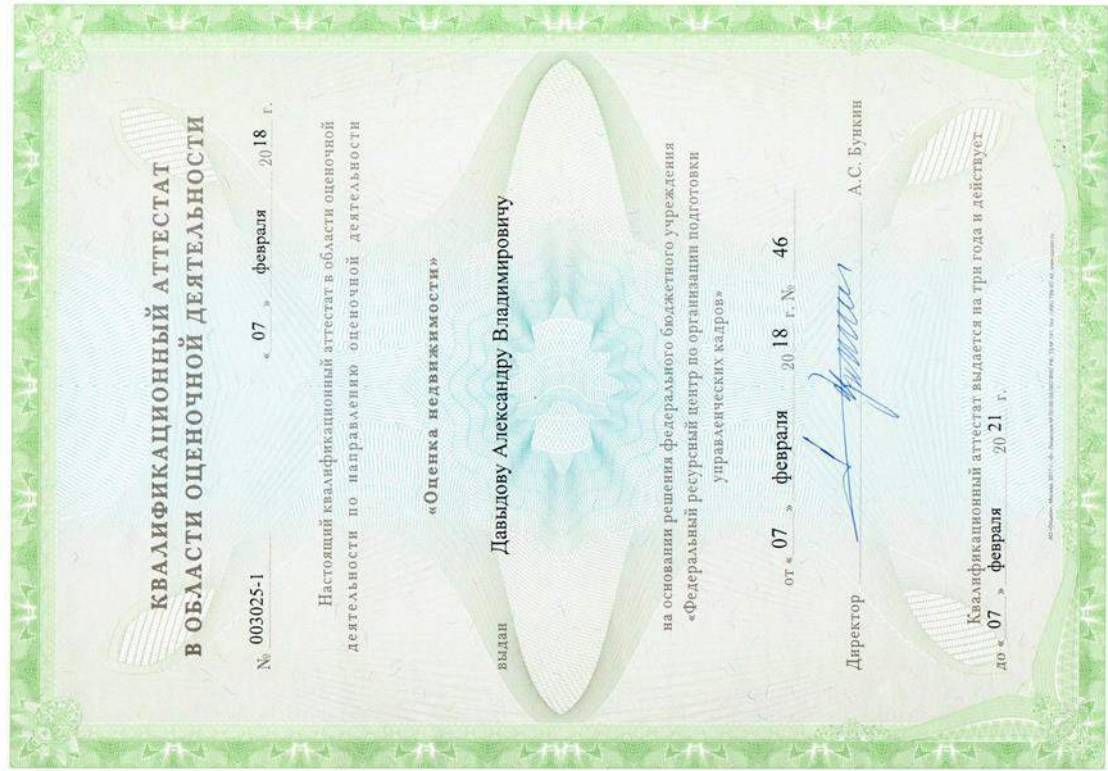 КВАЛИФИКАЦИОННЫЙ АТТЕСТАТ
В ОБЛАСТИ ОЦЕНОЧНОЙ ДЕЯТЕЛЬНОСТИ
№ 003025-1 « 07 » февраля 20 18 г.
Настоящий квалификационный аттестат в области оценочной
деятельности по направлению оценочной деятельности
«Оценка недвижимости»
выдан Давыдову Александру Владимировичу
на основании решения федерального бюджетного учреждения
«Федеральный ресурсный центр по организации подготовки
управленческих кадров»
от « 07 » февраля 20 18 г. № 46
Директор А.С. Бункин
Квалификационный аттестат выдается на три года и действует
до « 07 » февраля 20 21 г.